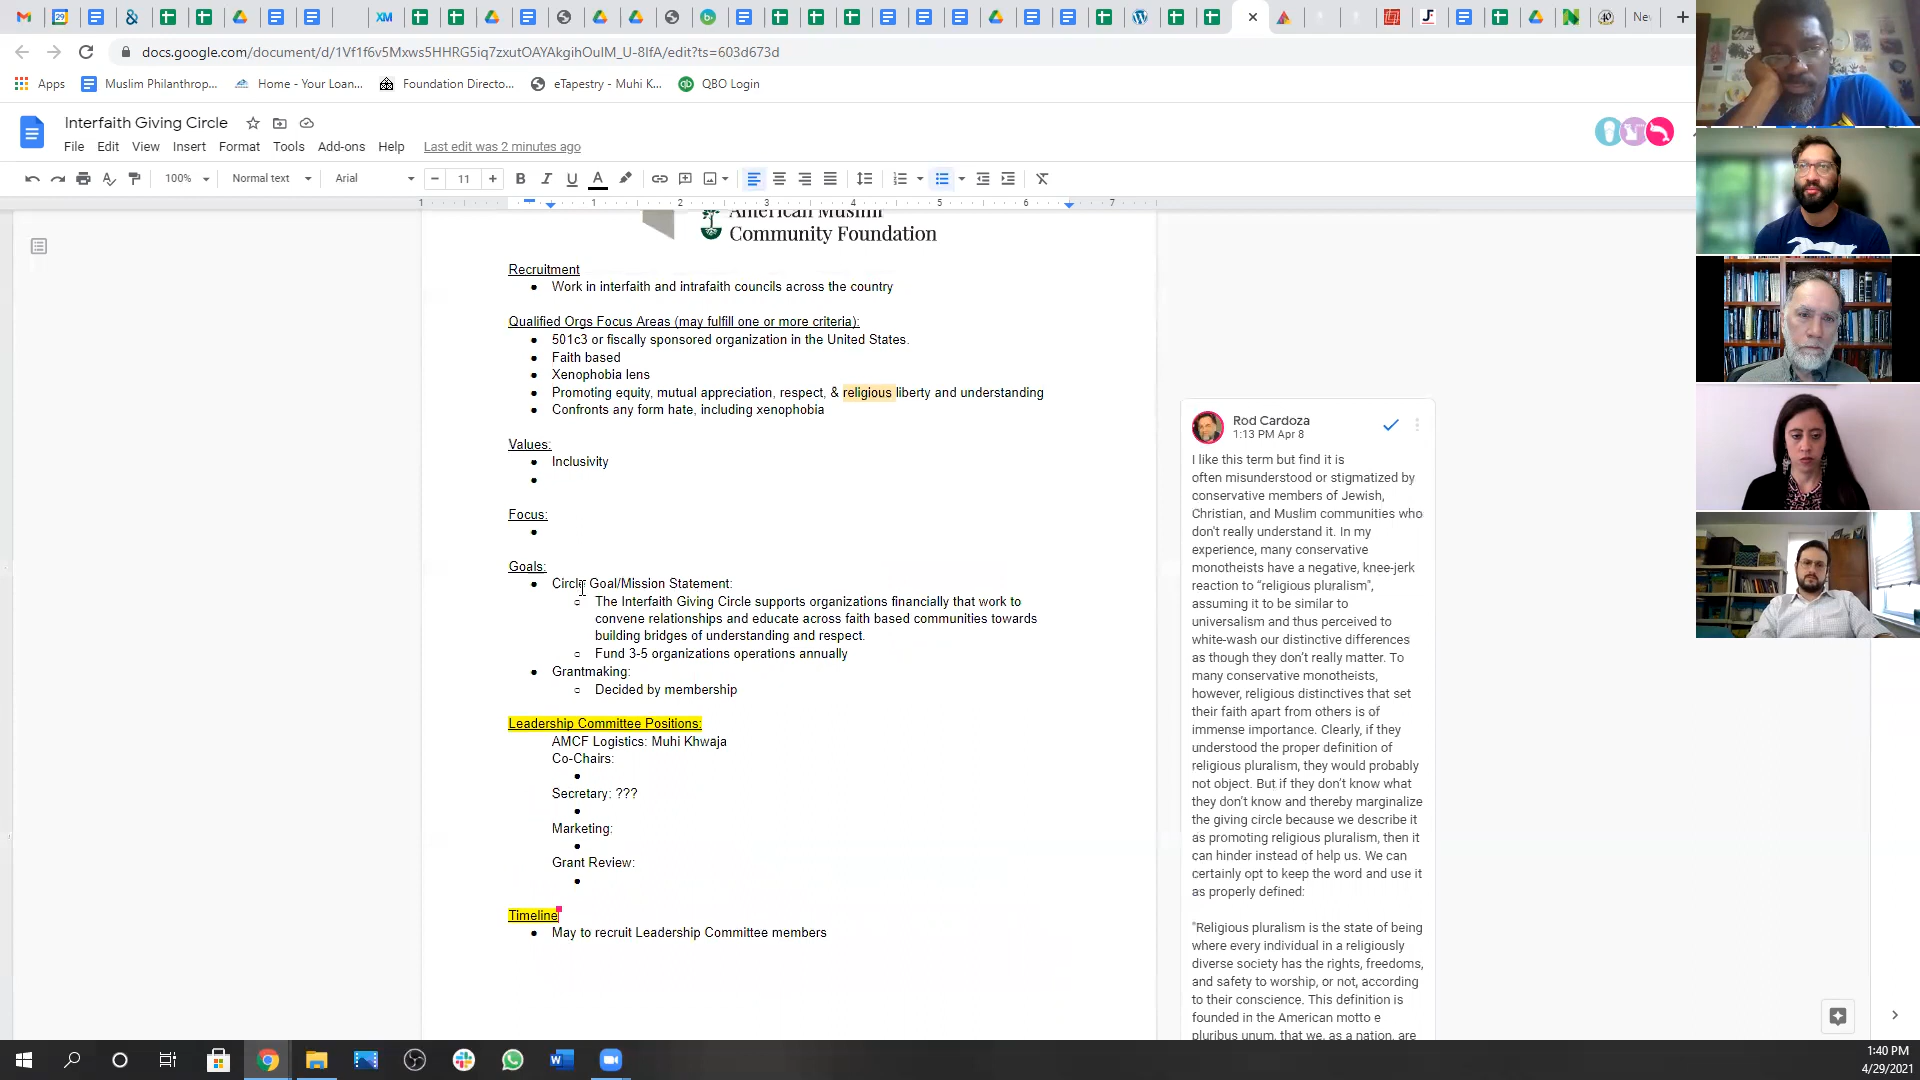 docs.google.com/document/d/1Vf1f6v5Mxws5HHRG5iq7zxutOAYAkgihOulM_U-8IfA/edit?ts=603d673d
Apps Muslim Philanthrop... Home - Your Loan... Foundation Directo... eTapestry - Muhi K... QBO Login
Interfaith Giving Circle
File Edit View Insert Format Tools Add-ons Help Last edit was 2 minutes ago
100% Normal text Arial 11
1 1 2 3 4 5 6 7
American Muslim
Community Foundation
Recruitment
Work in interfaith and intrafaith councils across the country
Qualified Orgs Focus Areas (may fulfill one or more criteria):
501c3 or fiscally sponsored organization in the United States.
Faith based
Xenophobia lens
Promoting equity, mutual appreciation, respect, & religious liberty and understanding
Confronts any form hate, including xenophobia
Values:
Inclusivity
Focus:
Goals:
Circle Goal/Mission Statement:
The Interfaith Giving Circle supports organizations financially that work to
convene relationships and educate across faith based communities towards
building bridges of understanding and respect.
Fund 3-5 organizations operations annually
Grantmaking:
Decided by membership
Leadership Committee Positions:
AMCF Logistics: Muhi Khwaja
Co-Chairs:
Secretary: ???
Marketing:
Grant Review:
Timeline
May to recruit Leadership Committee members
Rod Cardoza
1:13 PM Apr 8
I like this term but find it is
often misunderstood or stigmatized by
conservative members of Jewish,
Christian, and Muslim communities who
don't really understand it. In my
experience, many conservative
monotheists have a negative, knee-jerk
reaction to "religious pluralism",
assuming it to be similar to
universalism and thus perceived to
white-wash our distinctive differences
as though they don't really matter. To
many conservative monotheists,
however, religious distinctives that set
their faith apart from others is of
immense importance. Clearly, if they
understood the proper definition of
religious pluralism, they would probably
not object. But if they don't know what
they don't know and thereby marginalize
the giving circle because we describe it
as promoting religious pluralism, then it
can hinder instead of help us. We can
certainly opt to keep the word and use it
as properly defined:
"Religious pluralism is the state of being
where every individual in a religiously
diverse society has the rights, freedoms,
and safety to worship, or not, according
to their conscience. This definition is
founded in the American motto e
pluribus unum, that we, as a nation, are
1:40 PM
4/29/2021